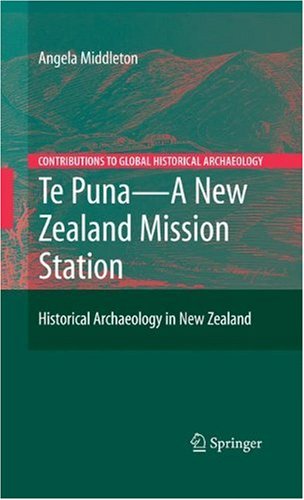 Angela Middleton
CONTRIBUTIONS TO GLOBAL HISTORICAL ARCHAEOLOGY
Te Puna—A New
Zealand Mission
Station
Historical Archaeology in New Zealand
Springer